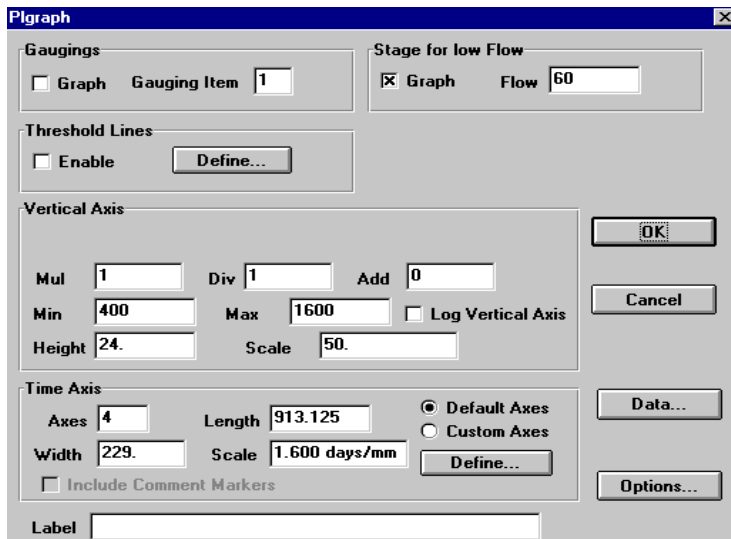 Plgraph
Gaugings
Graph Gauging Item 1
Stage for low Flow
Graph Flow 60
Threshold Lines
Enable Define...
Vertical Axis
Mul 1 Div 1 Add 0
Min 400 Max 1600 Log Vertical Axis
Height 24. Scale 50.
OK
Cancel
Time Axis
Axes 4 Length 913.125 Default Axes
Custom Axes
Width 229. Scale 1.600 days/mm Define...
Include Comment Markers
Data...
Options...
Label